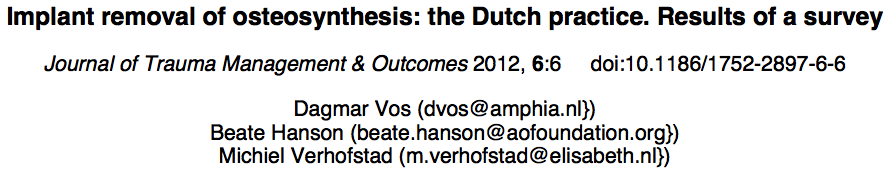 Implant removal of osteosynthesis: the Dutch practice. Results of a survey
Journal of Trauma Management & Outcomes 2012, 6:6 doi:10.1186/1752-2897-6-6
Dagmar Vos (dvos@amphia.nl})
Beate Hanson (beate.hanson@aofoundation.org})
Michiel Verhofstad (m.verhofstad@elisabeth.nl})